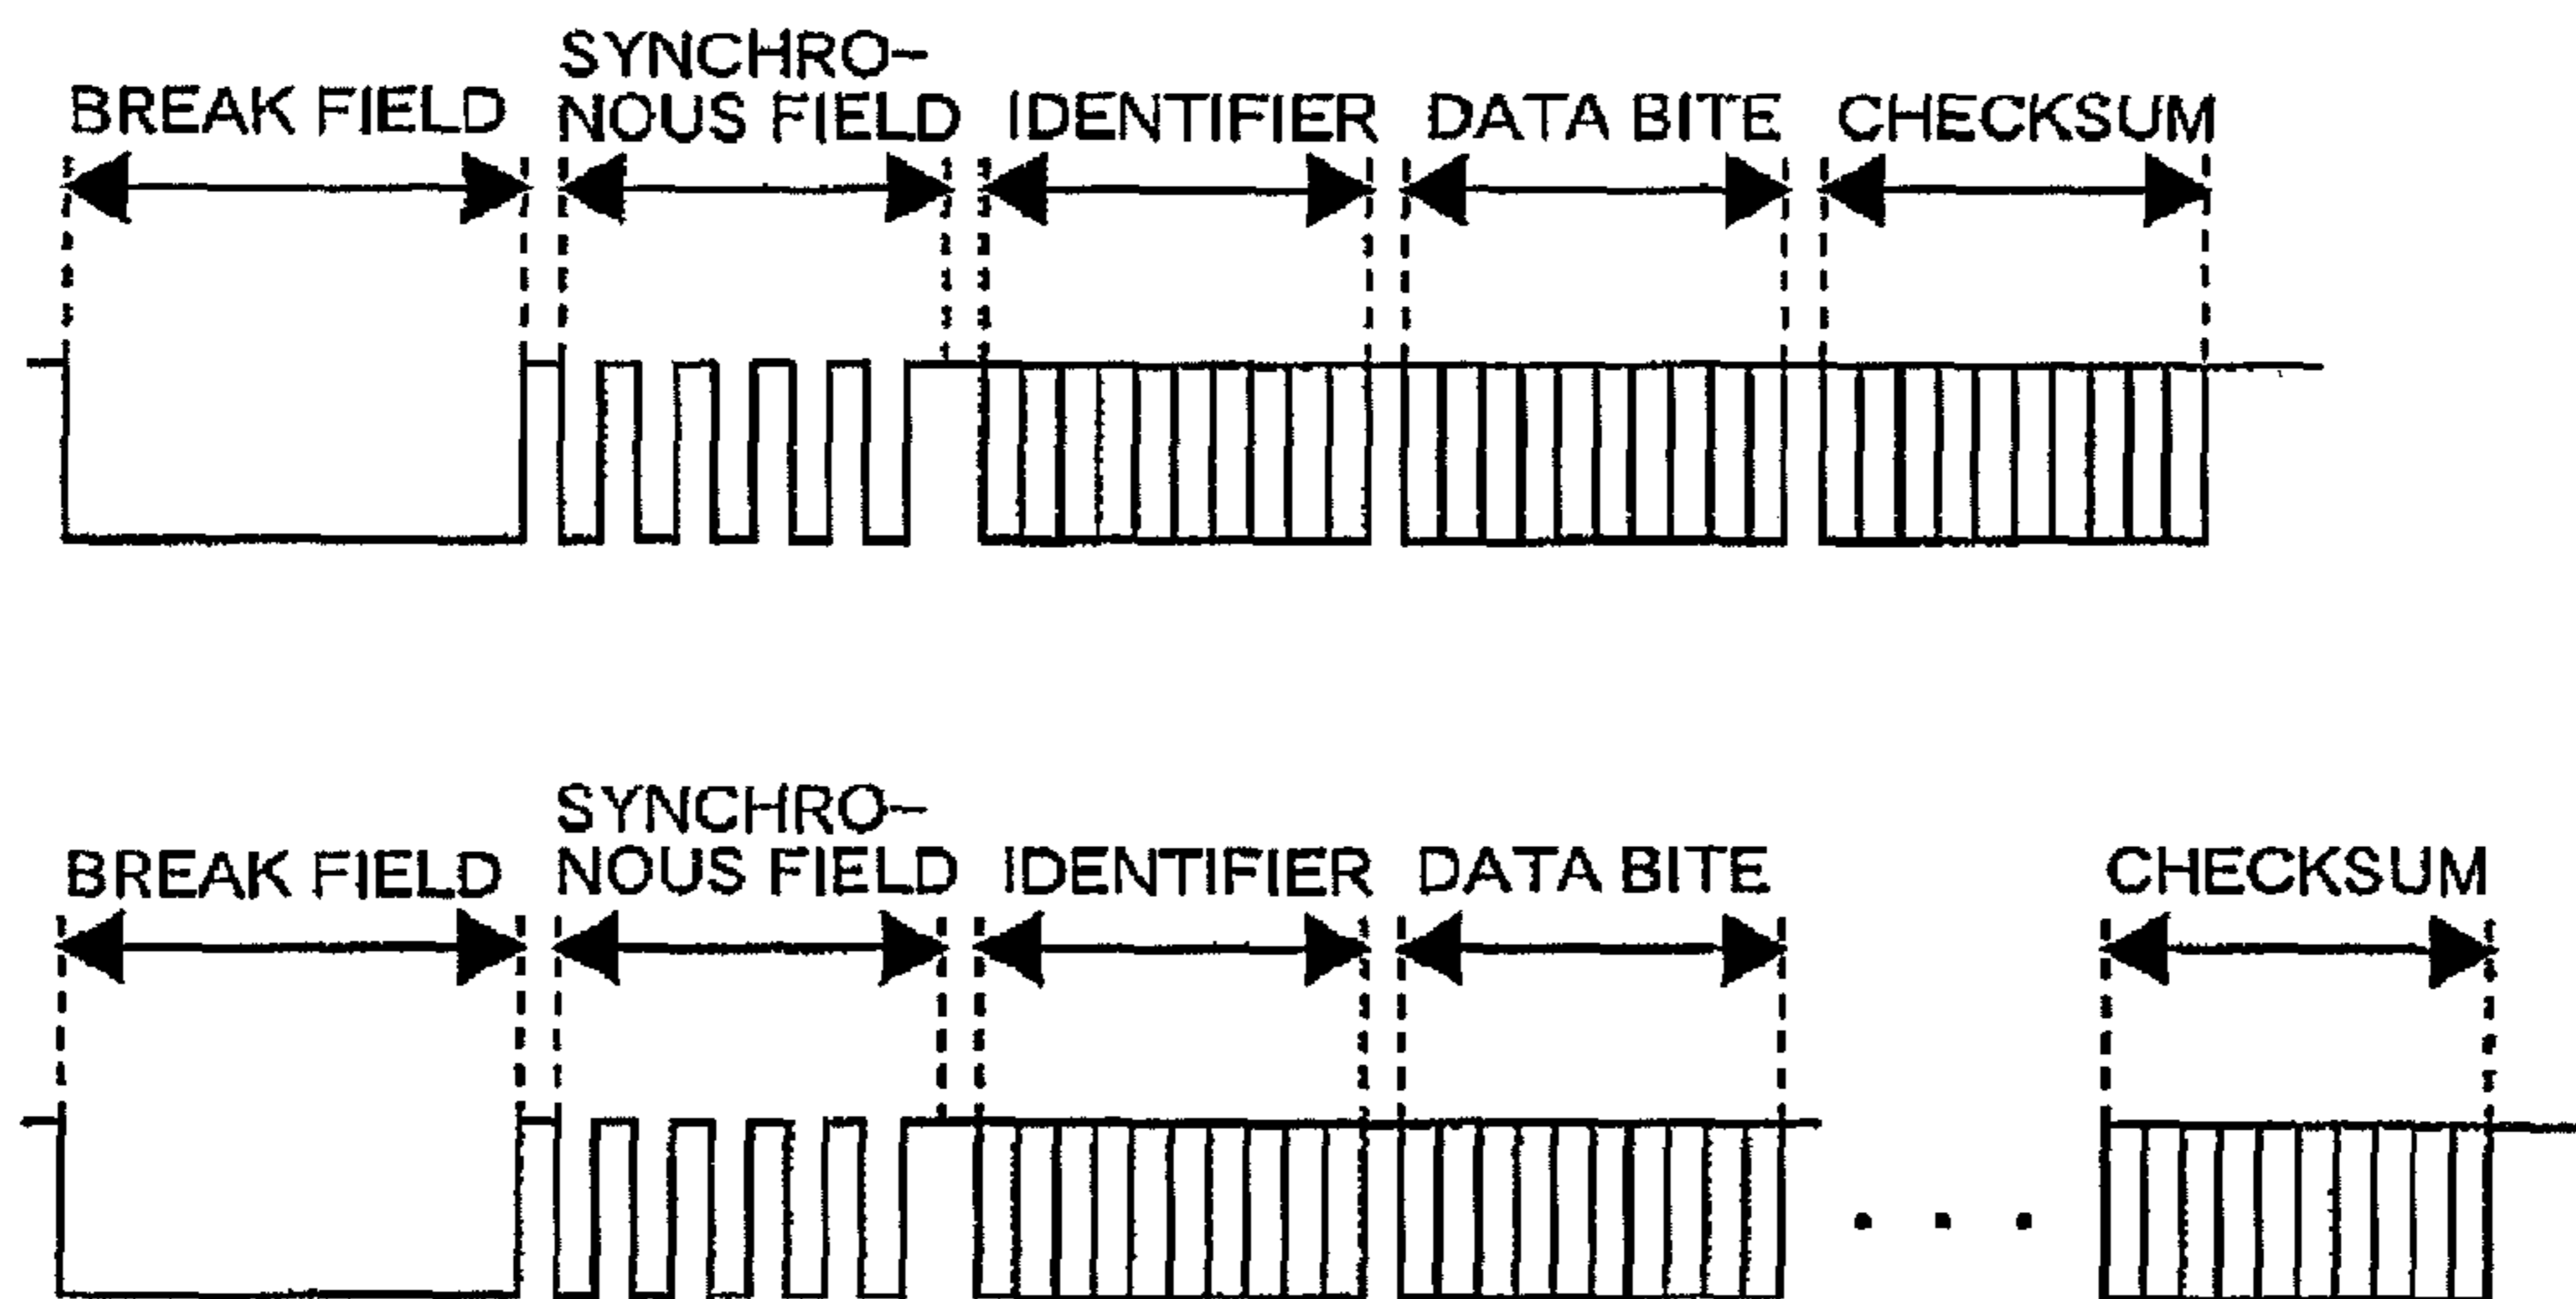 SYNCHRO-
BREAK FIELD NOUS FIELD IDENTIFIER DATA BITE CHECKSUM
SYNCHRO-
BREAK FIELD NOUS FIELD IDENTIFIER DATA BITE CHECKSUM